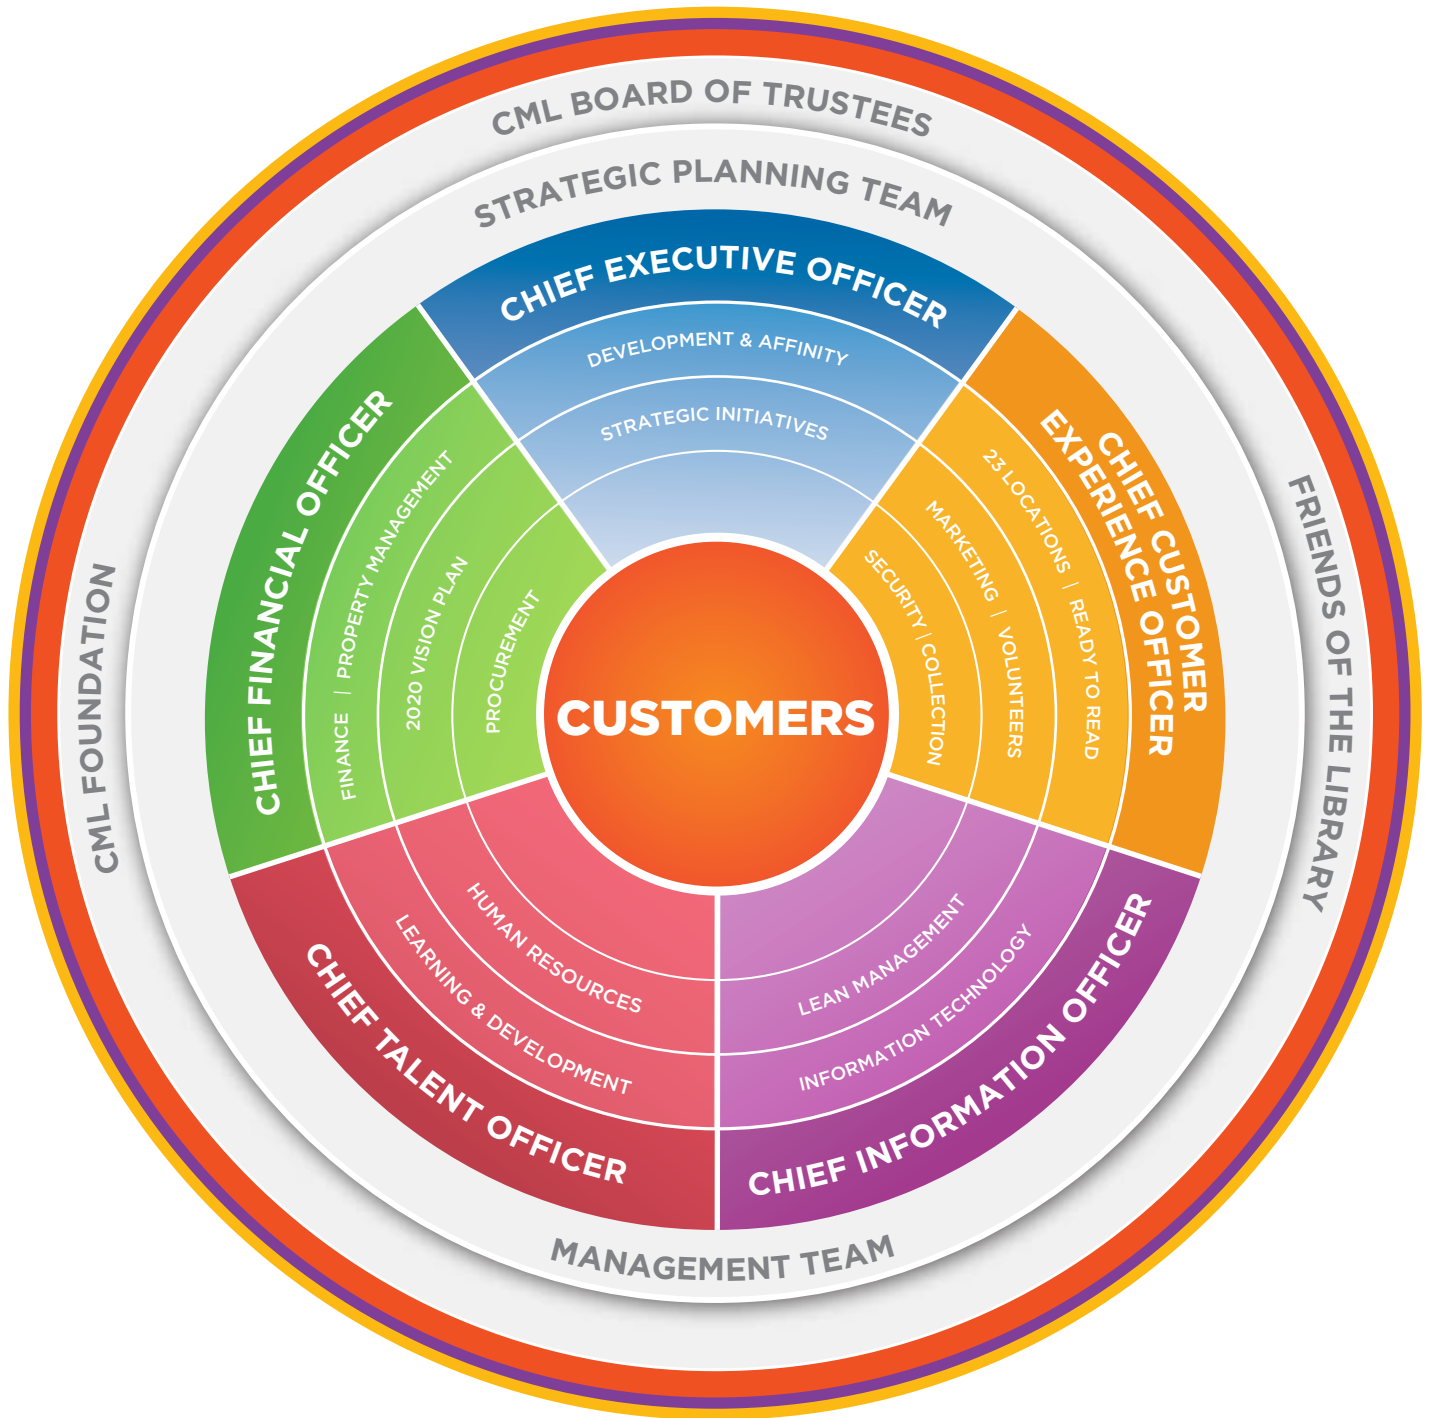 CML BOARD OF TRUSTEES
STRATEGIC PLANNING TEAM
CHIEF EXECUTIVE OFFICER
DEVELOPMENT & AFFINITY
STRATEGIC INITIATIVES
CHIEF CUSTOMER
EXPERIENCE OFFICER
23 LOCATIONS | READY TO READ
MARKETING | VOLUNTEERS
SECURITY | COLLECTION
FRIENDS OF THE LIBRARY
CHIEF INFORMATION OFFICER
INFORMATION TECHNOLOGY
LEAN MANAGEMENT
CHIEF TALENT OFFICER
LEARNING & DEVELOPMENT
HUMAN RESOURCES
MANAGEMENT TEAM
CML FOUNDATION
CHIEF FINANCIAL OFFICER
FINANCE | PROPERTY MANAGEMENT
2020 VISION PLAN
PROCUREMENT
CUSTOMERS